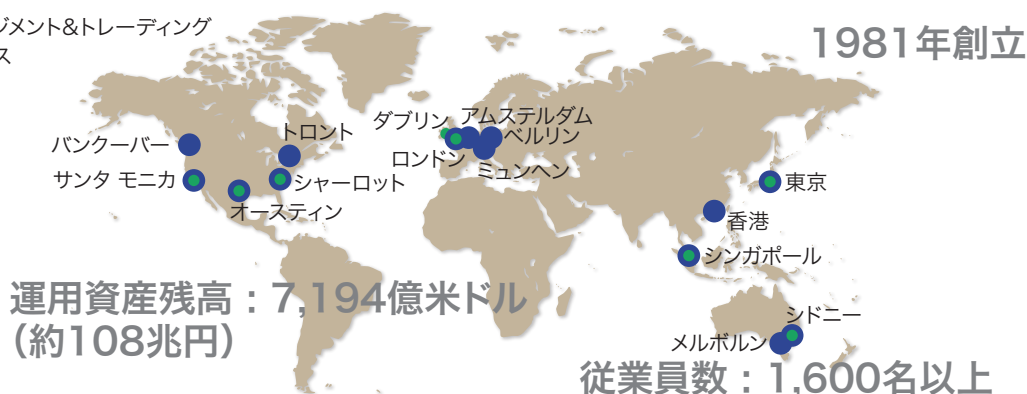 ジメント&トレーディング
ス
1981年創立
ダブリン
アムステルダム
ベルリン
トロント
バンクーバー
ロンドン
ミュンヘン
サンタ モニカ
シャーロット
東京
オースティン
香港
シンガポール
運用資産残高：7,194億米ドル
（約108兆円）
シドニー
メルボルン
従業員数：1,600名以上